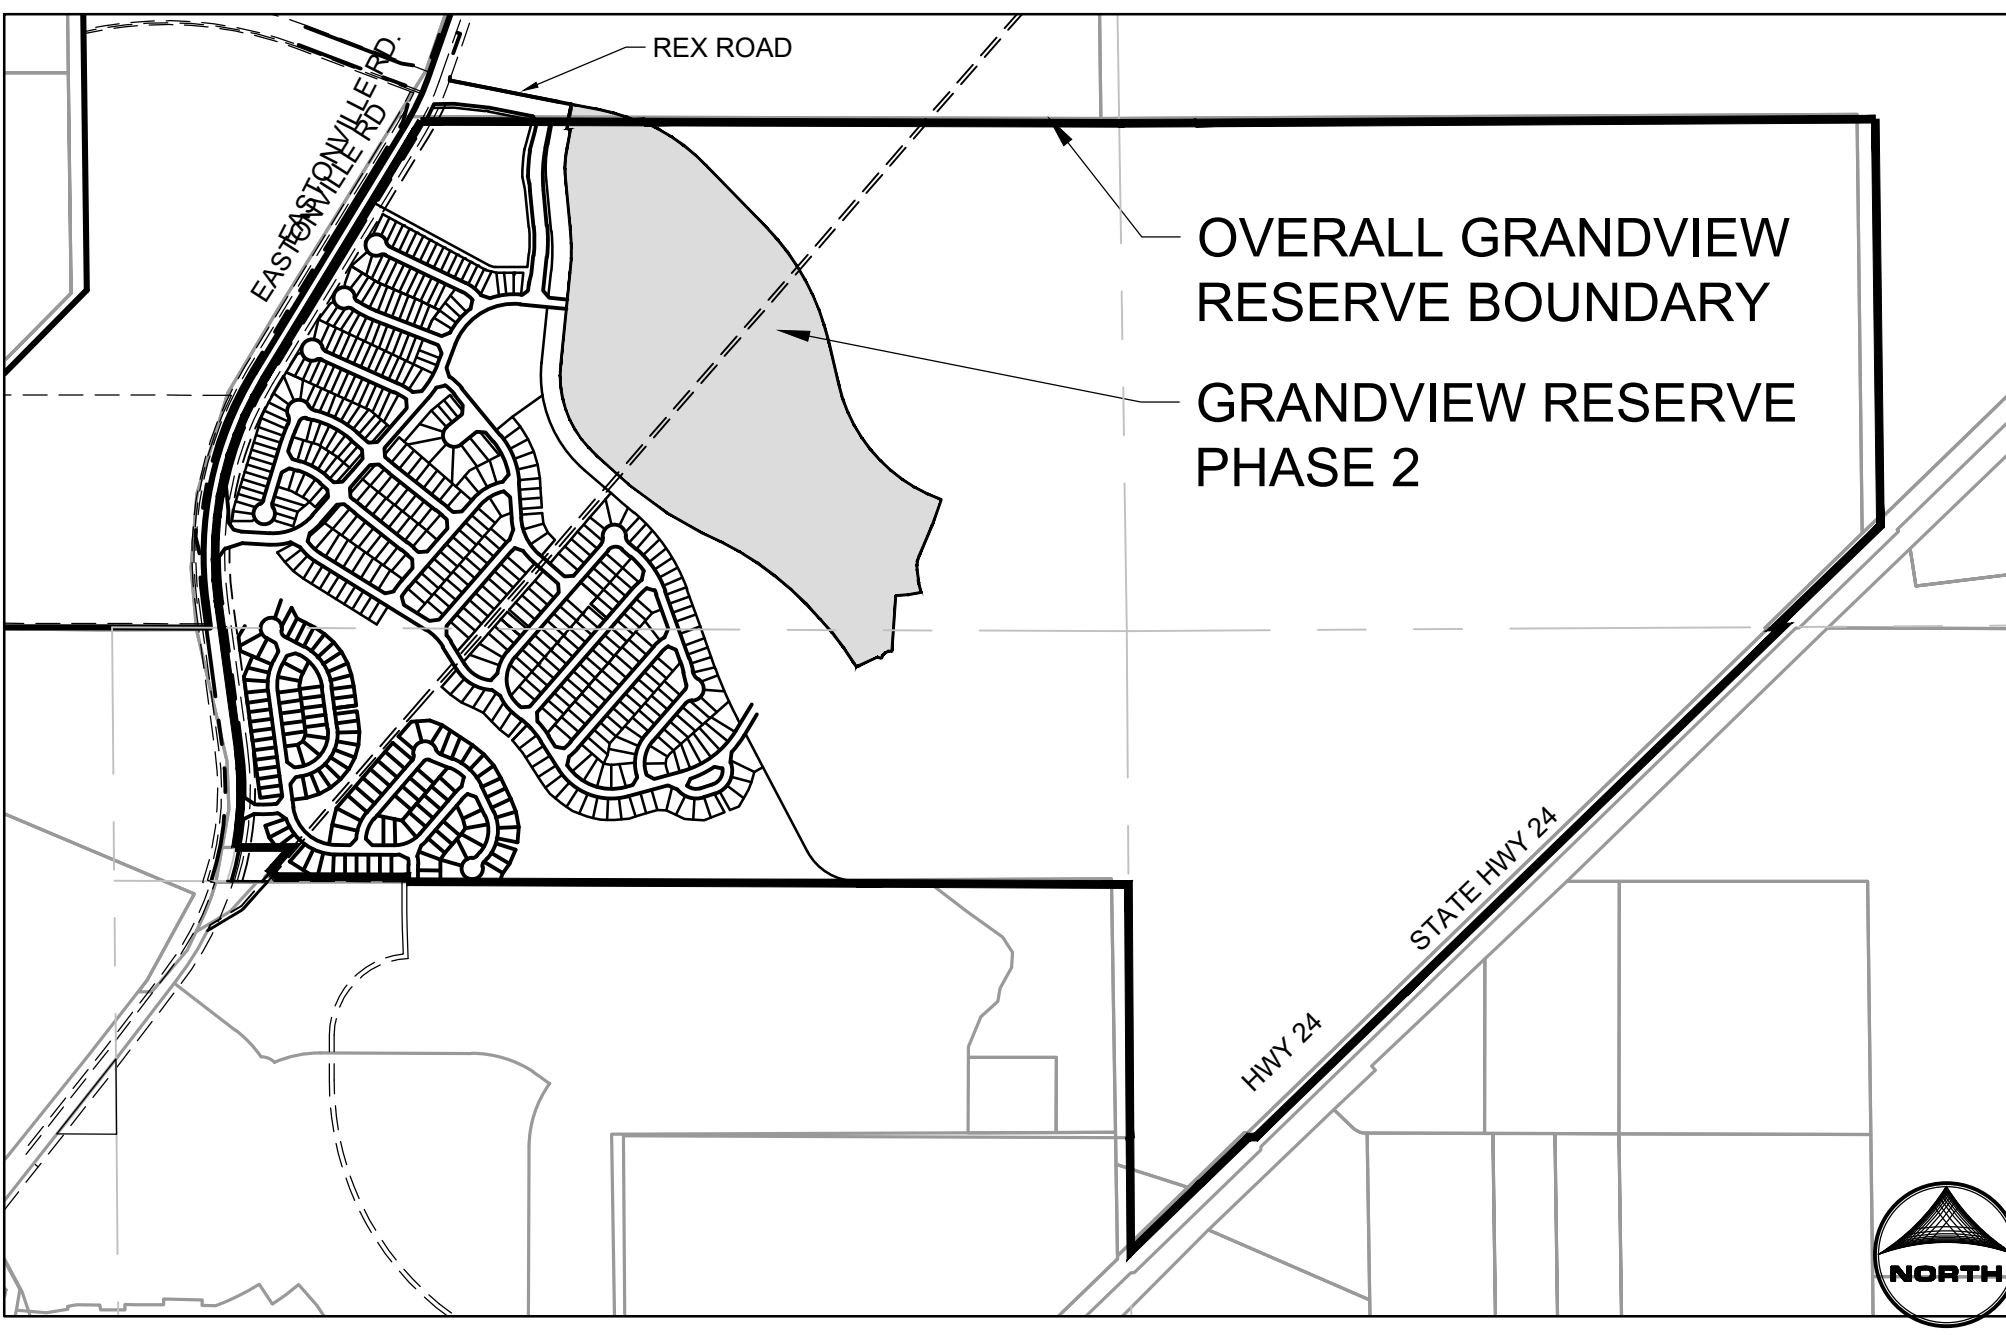 REX ROAD
EASTONVILLE RD.
EASTONVILLE RD
OVERALL GRANDVIEW
RESERVE BOUNDARY
GRANDVIEW RESERVE
PHASE 2
STATE HWY 24
HWY 24
NORTH